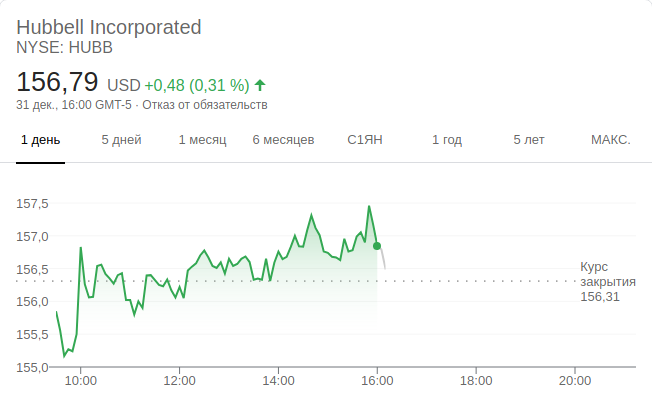 Hubbell Incorporated
NYSE: HUBB
156,79 USD +0,48 (0,31 %)
31 дек., 16:00 GMT-5 · Отказ от обязательств
1 день 5 дней 1 месяц 6 месяцев С1ЯН 1 год 5 лет МАКС.
157,5
157,0
156,5
156,0
155,5
155,0
Курс
закрытия
156,31
10:00 12:00 14:00 16:00 18:00 20:00